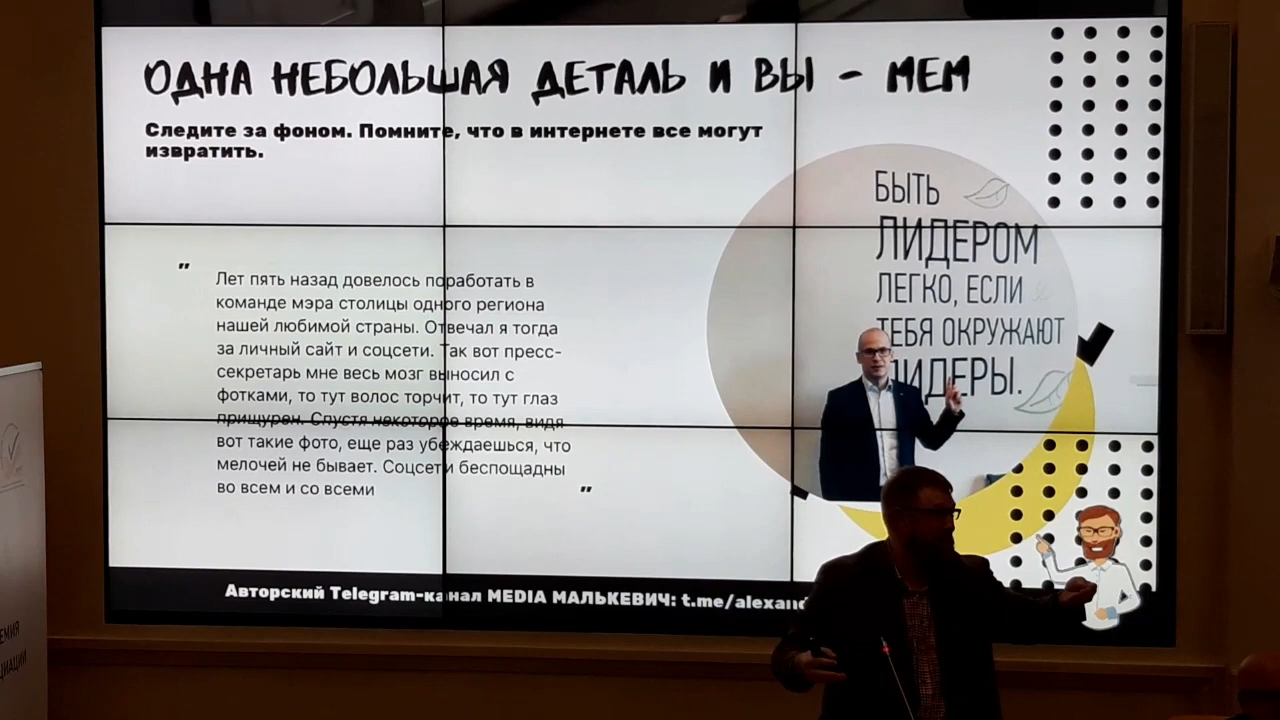 ОДНА НЕБОЛЬШАЯ ДЕТАЛЬ И ВЫ - МЕМ
Следите за фоном. Помните, что в интернете все могут
извратить.
БЫТЬ
ЛИДЕРОМ
ЛЕГКО, ЕСЛИ
ТЕБЯ ОКРУЖАЮТ
ЛИДЕРЫ.
"
Лет пять назад довелось поработать в
команде мэра столицы одного региона
нашей любимой страны. Отвечал я тогда
за личный сайт и соцсети. Так вот пресс-
секретарь мне весь мозг выносил с
фотками, то тут волос торчит, то тут глаз
прищурен. Спустя некоторое время, видя
вот такие фото, еще раз убеждаешься, что
мелочей не бывает. Соцсети беспощадны
во всем и со всеми
"
Авторский Telegram-канал MEDIA МАЛЬКЕВИЧ: t.me/alexand